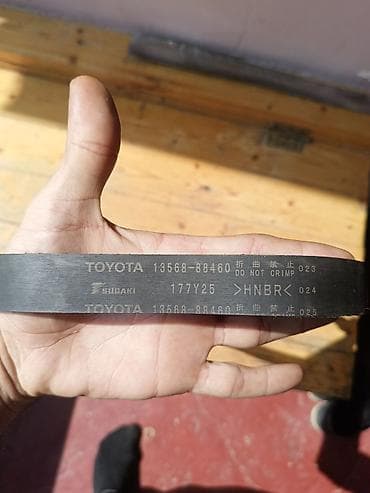 TOYOTA 13568-88460 折曲禁止 DO NOT CRIMP 023
TSUBAKI 177Y25 >HNBR< 024
TOYOTA 13568-88460 折曲禁止 025